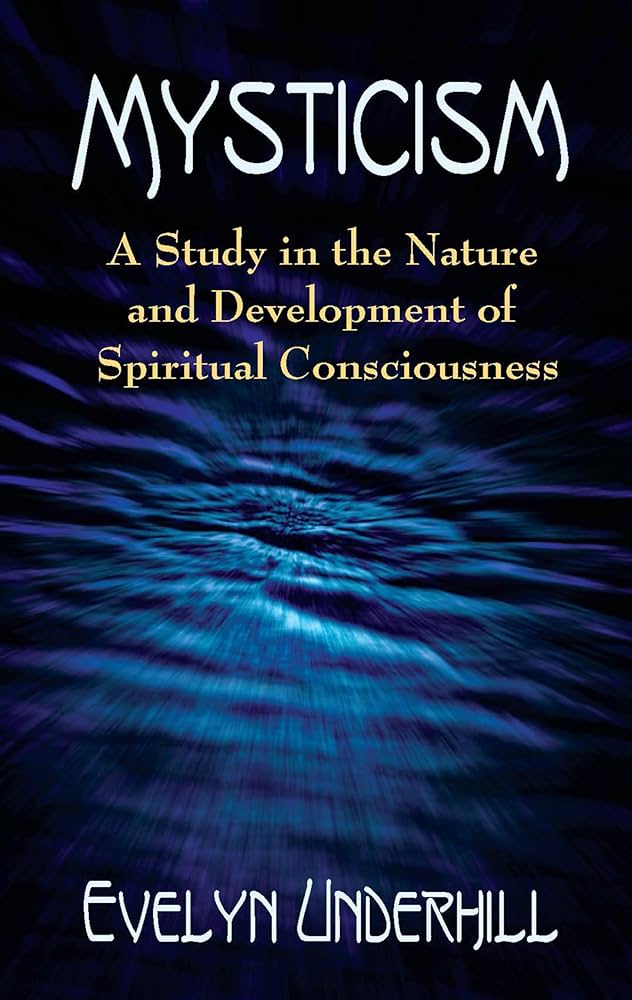 MYSTICISM
A Study in the Nature
and Development of
Spiritual Consciousness
EVELYN UNDERHILL